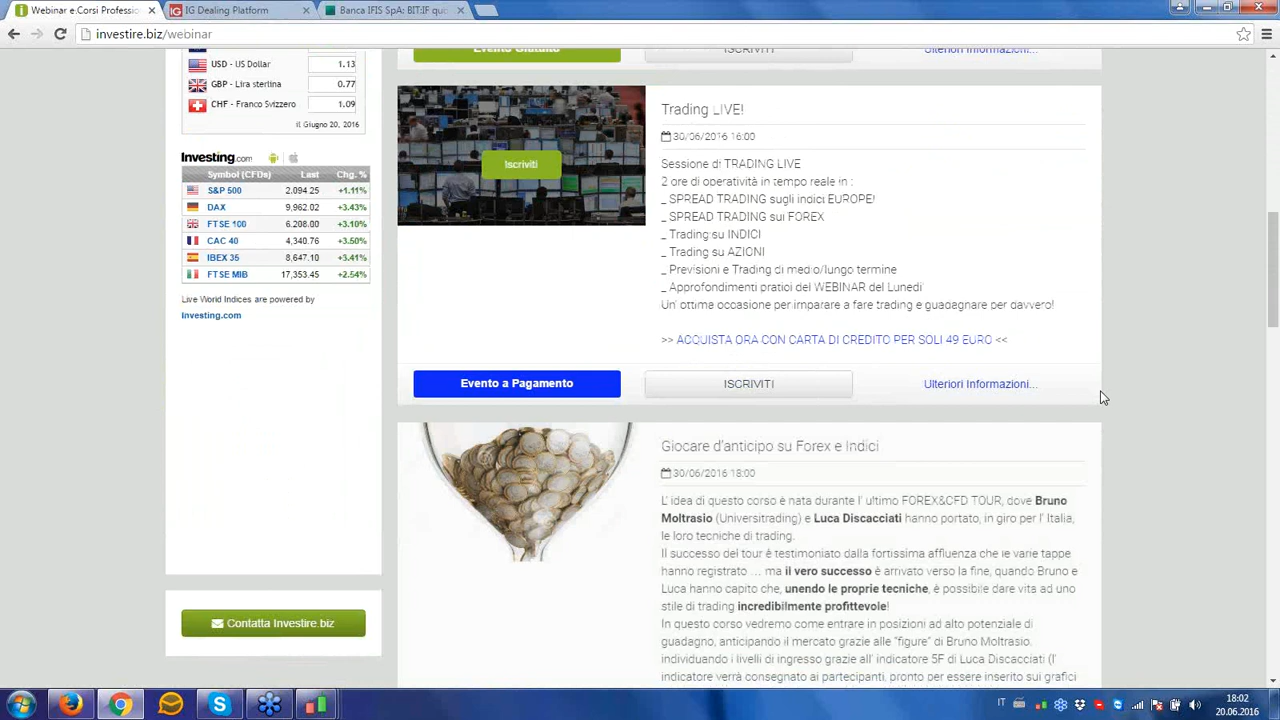 Webinar e Corsi Professio
IG Dealing Platform
Banca IFIS SpA: BIT:IF quo
investire.biz/webinar
USD - US Dollar 1.13
GBP - Lira sterlina 0.77
CHF - Franco Svizzero 1.09
il Giugno 20, 2016
Investing.com
Symbol (CFDs) Last Chg. %
S&P 500 2.094.25 +1.11%
DAX 9,962.02 +3.43%
FTSE 100 6,208.00 +3.10%
CAC 40 4,340.76 +3.50%
IBEX 35 8,647.10 +3.41%
FTSE MIB 17,353.45 +2.54%
Live World Indices are powered by
Investing.com
Contatta Investire.biz
Evento Gratuito ISCRIVITI Ulteriori Informazioni...
Iscriviti
Trading LIVE!
30/06/2016 16:00
Sessione di TRADING LIVE
2 ore di operatività in tempo reale in :
_ SPREAD TRADING sugli indici EUROPE!
_ SPREAD TRADING sul FOREX
_ Trading su INDICI
_ Trading su AZIONI
_ Previsioni e Trading di medio/lungo termine
_ Approfondimenti pratici del WEBINAR del Lunedì
Un' ottime occasione per imparare a fare trading e guadagnare per davvero!
>> ACQUISTA ORA CON CARTA DI CREDITO PER SOLI 49 EURO <<
Evento a Pagamento ISCRIVITI Ulteriori Informazioni...
Giocare d'anticipo su Forex e Indici
30/06/2016 18:00
L' idea di questo corso è nata durante l' ultimo FOREX&CFD TOUR, dove Bruno
Moltrasio (Universitrading) e Luca Discacciati hanno portato, in giro per l' Italia,
le loro tecniche di trading.
Il successo del tour è testimoniato dalla fortissima affluenza che le varie tappe
hanno registrato … ma il vero successo è arrivato verso la fine, quando Bruno e
Luca hanno capito che, unendo le proprie tecniche, è possibile dare vita ad uno
stile di trading incredibilmente profittevole!
In questo corso vedremo come entrare in posizioni ad alto potenziale di
guadagno, anticipando il mercato grazie alle "figure" di Bruno Moltrasio.
individuando i livelli di ingresso grazie all' indicatore 5F di Luca Discacciati (l'
indicatore verrà consegnato ai partecipanti, pronto per essere inserito sui grafici
IT
18:02
20.06.2016